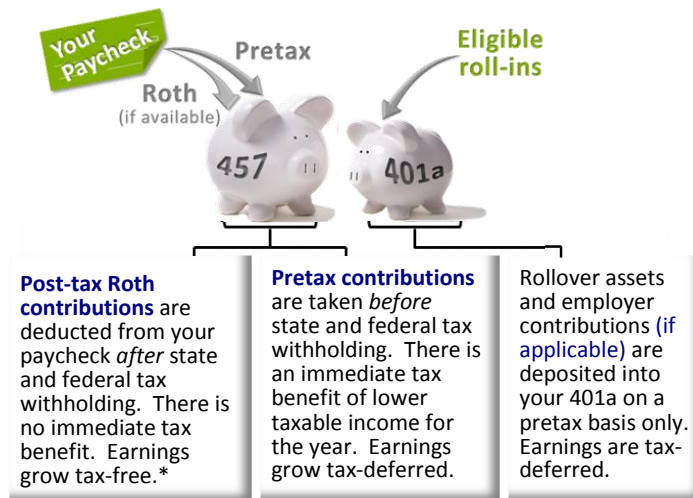 Your
Paycheck
Pretax
Roth
(if available)
Eligible
roll-ins
457
401a
Post-tax Roth
contributions are
deducted from your
paycheck after state
and federal tax
withholding. There is
no immediate tax
benefit. Earnings
grow tax-free.*
Pretax contributions
are taken before
state and federal tax
withholding. There is
an immediate tax
benefit of lower
taxable income for
the year. Earnings
grow tax-deferred.
Rollover assets
and employer
contributions (if
applicable) are
deposited into
your 401a on a
pretax basis only.
Earnings are tax-
deferred.